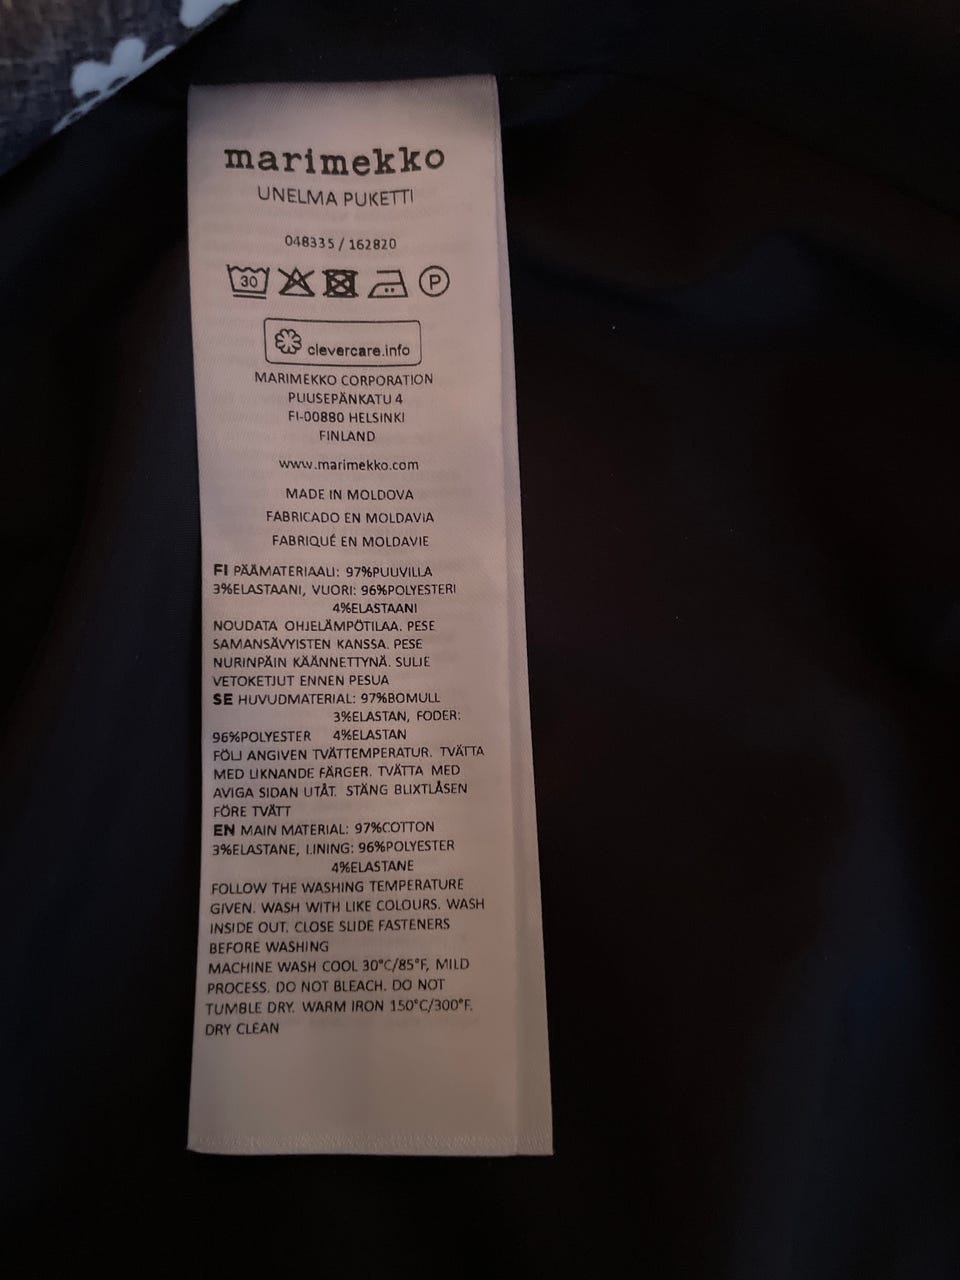 marimekko
UNELMA PUKETTI
048335 / 162820
30 P
clevercare.info
MARIMEKKO CORPORATION
PUUSEPÄNKATU 4
FI-00880 HELSINKI
FINLAND
www.marimekko.com
MADE IN MOLDOVA
FABRICADO EN MOLDAVIA
FABRIQUÉ EN MOLDAVIE
FI PÄÄMATERIAALI: 97%PUUVILLA
3%ELASTAANI, VUORI: 96%POLYESTERI
4%ELASTAANI
NOUDATA OHJELÄMPÖTILAA. PESE
SAMANSÄVYISTEN KANSSA. PESE
NURINPÄIN KÄÄNNETTYNÄ. SULJE
VETOKETJUT ENNEN PESUA
SE HUVUDMATERIAL: 97%BOMULL
3%ELASTAN, FODER:
96%POLYESTER 4%ELASTAN
FÖLJ ANGIVEN TVÄTTEMPERATUR. TVÄTTA
MED LIKNANDE FÄRGER. TVÄTTA MED
AVIGA SIDAN UTÅT. STÄNG BLIXTLÅSEN
FÖRE TVÄTT
EN MAIN MATERIAL: 97%COTTON
3%ELASTANE, LINING: 96%POLYESTER
4%ELASTANE
FOLLOW THE WASHING TEMPERATURE
GIVEN. WASH WITH LIKE COLOURS. WASH
INSIDE OUT. CLOSE SLIDE FASTENERS
BEFORE WASHING
MACHINE WASH COOL 30°C/85°F, MILD
PROCESS. DO NOT BLEACH. DO NOT
TUMBLE DRY. WARM IRON 150°C/300°F.
DRY CLEAN